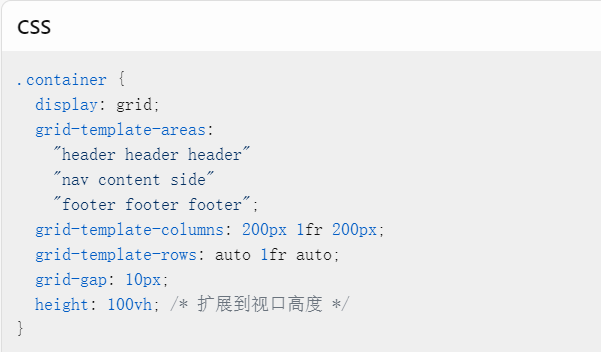 CSS
.container {
  display: grid;
  grid-template-areas:
    "header header header"
    "nav content side"
    "footer footer footer";
  grid-template-columns: 200px 1fr 200px;
  grid-template-rows: auto 1fr auto;
  grid-gap: 10px;
  height: 100vh; /* 扩展到视口高度 */
}